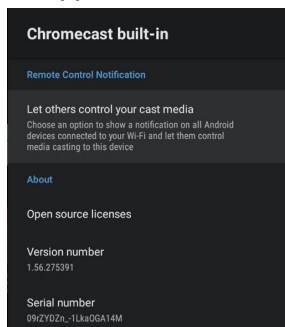 Chromecast built-in
Remote Control Notification
Let others control your cast media
Choose an option to show a notification on all Android
devices connected to your Wi-Fi and let them control
media casting to this device
About
Open source licenses
Version number
1.56.275391
Serial number
09rZYDZn_-1LkaOGA14M